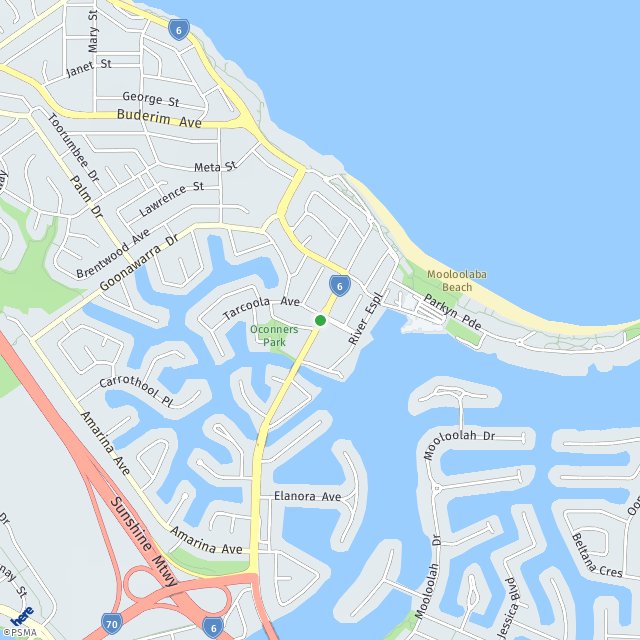 Mary St
6
Janet St
George St
Buderim Ave
Toorumbee Dr
Meta St
Palm Dr
Lawrence St
Brentwood Ave
Goonawarra Dr
Mooloolaba
Beach
6
Parkyn Pde
Tarcoola Ave
River Espl
Oconners
Park
Carrothool Pl
Amarina Ave
Mooloolah Dr
Elanora Ave
Sunshine Mtwy
Amarina Ave
Mooloolah Dr
Jessica Blvd
Beltana Cres
Dr
70
6
here
©PSMA